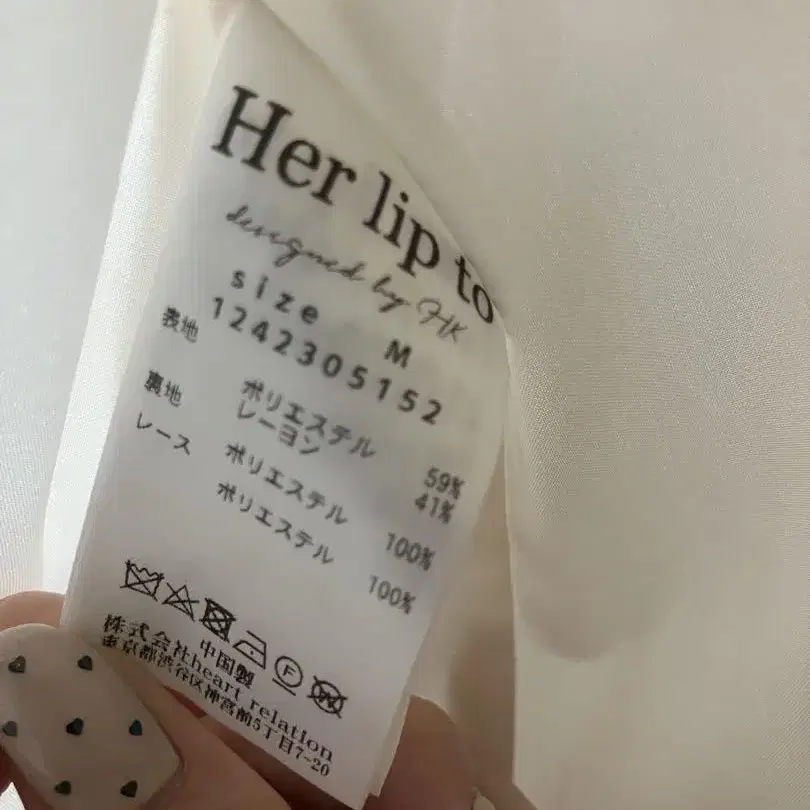 Her lip to
designed by HK
size M
1242305152
表地 ポリエステル 59%
レーヨン 41%
裏地 ポリエステル 100%
レース ポリエステル 100%
F
W
中国製
株式会社heart relation
東京都渋谷区神宮前5丁目7-20